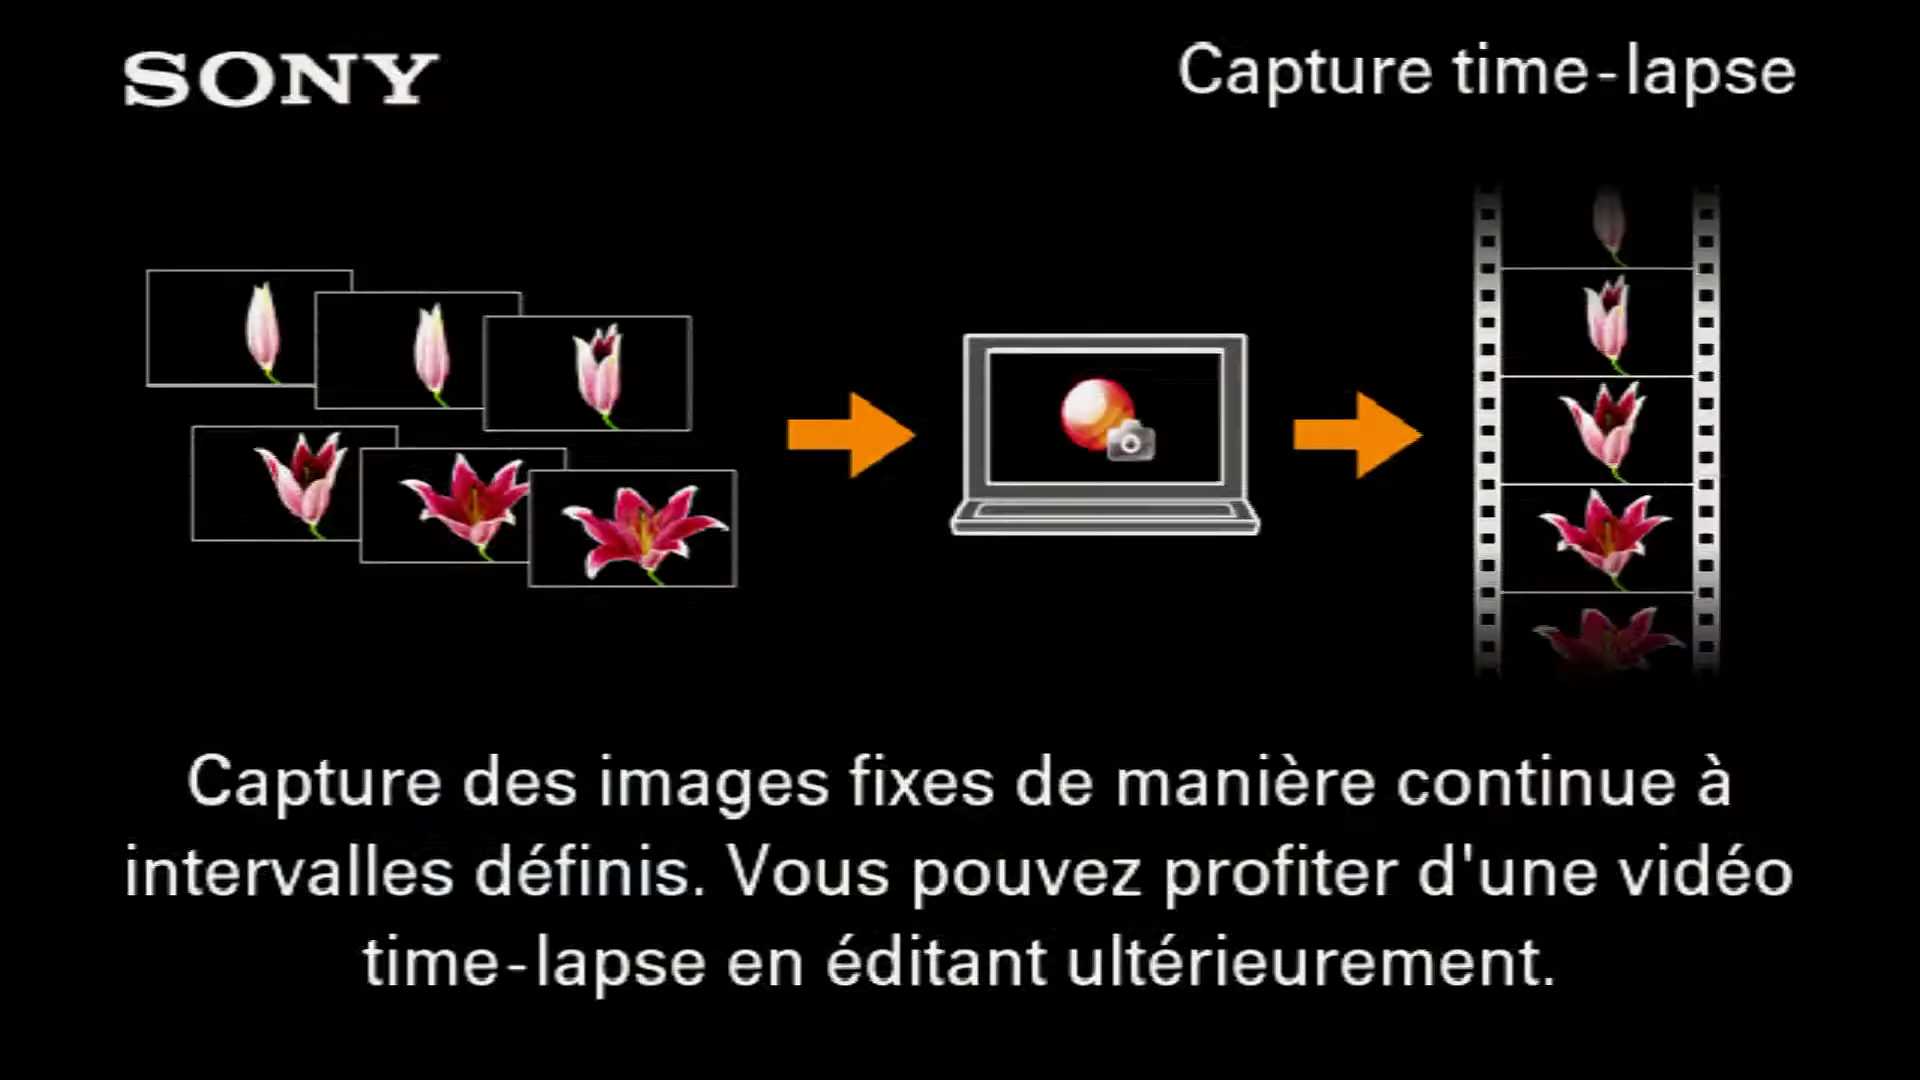 SONY
Capture time-lapse
Capture des images fixes de manière continue à
intervalles définis. Vous pouvez profiter d'une vidéo
time-lapse en éditant ultérieurement.